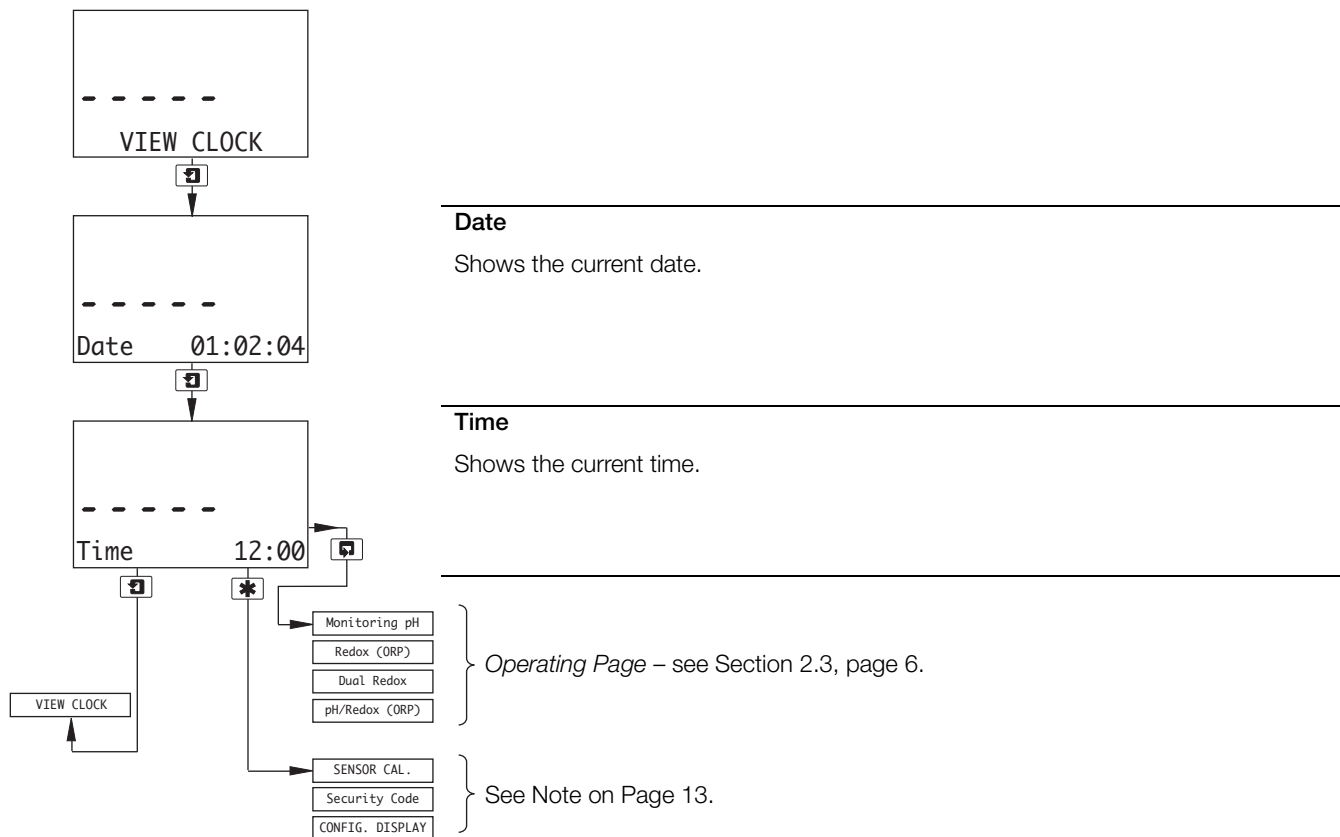 - - - - -
VIEW CLOCK
Date
Shows the current date.
- - - - -
Date 01:02:04
Time
Shows the current time.
- - - - -
Time 12:00
Monitoring pH
Redox (ORP)
Dual Redox
pH/Redox (ORP)
Operating Page – see Section 2.3, page 6.
VIEW CLOCK
SENSOR CAL.
Security Code
CONFIG. DISPLAY
See Note on Page 13.